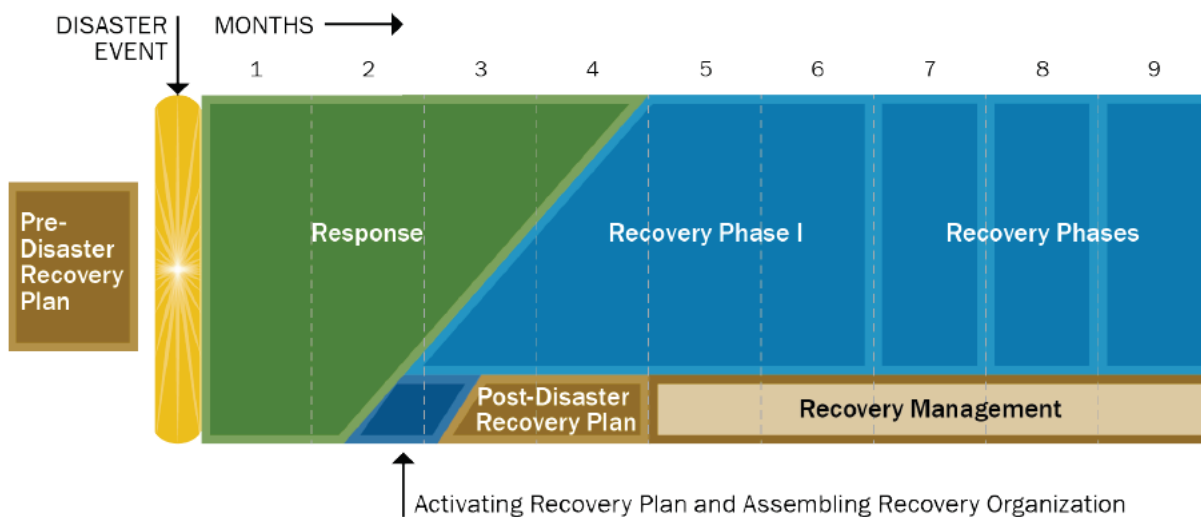 DISASTER
EVENT
MONTHS
1 2 3 4 5 6 7 8 9
Pre-
Disaster
Recovery
Plan
Response
Recovery Phase I
Recovery Phases
Post-Disaster
Recovery Plan
Recovery Management
Activating Recovery Plan and Assembling Recovery Organization